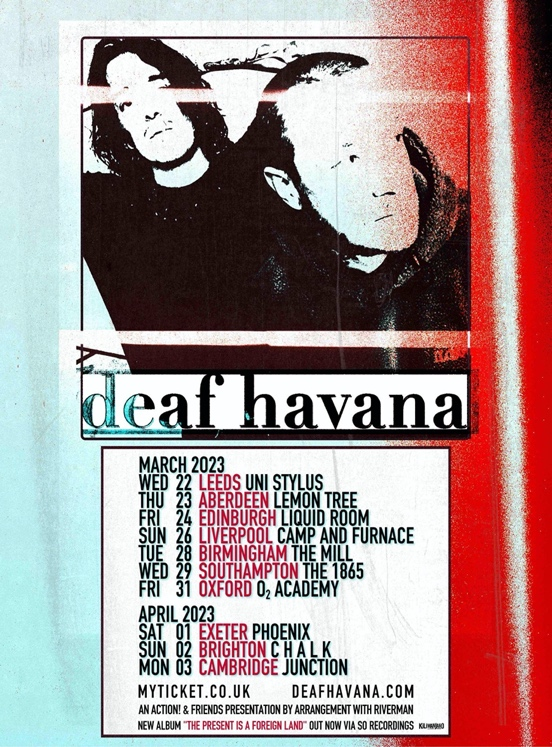 deaf havana
MARCH 2023
WED 22 LEEDS UNI STYLUS
THU 23 ABERDEEN LEMON TREE
FRI 24 EDINBURGH LIQUID ROOM
SUN 26 LIVERPOOL CAMP AND FURNACE
TUE 28 BIRMINGHAM THE MILL
WED 29 SOUTHAMPTON THE 1865
FRI 31 OXFORD O₂ ACADEMY
APRIL 2023
SAT 01 EXETER PHOENIX
SUN 02 BRIGHTON C H A L K
MON 03 CAMBRIDGE JUNCTION
MYTICKET.CO.UK DEAFHAVANA.COM
AN ACTION! & FRIENDS PRESENTATION BY ARRANGEMENT WITH RIVERMAN
NEW ALBUM "THE PRESENT IS A FOREIGN LAND" OUT NOW VIA SO RECORDINGS